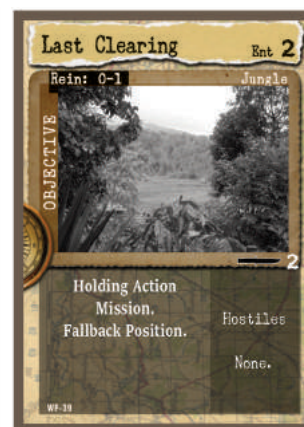 Last Clearing Ent 2
Rein: 0-1 Jungle
OBJECTIVE
2
Holding Action
Mission.
Fallback Position.
Hostiles
None.
WF-39